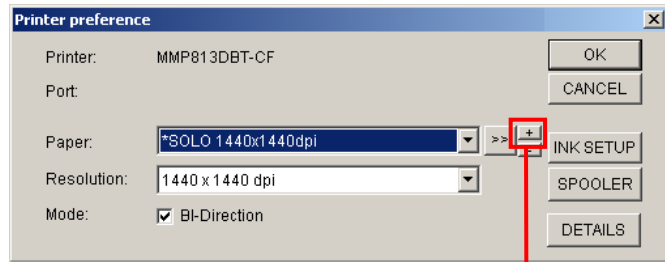 Printer preference
Printer: MMP813DBT-CF OK
Port: CANCEL
Paper: *SOLO 1440x1440dpi >> + INK SETUP
Resolution: 1440 x 1440 dpi SPOOLER
Mode: BI-Direction DETAILS